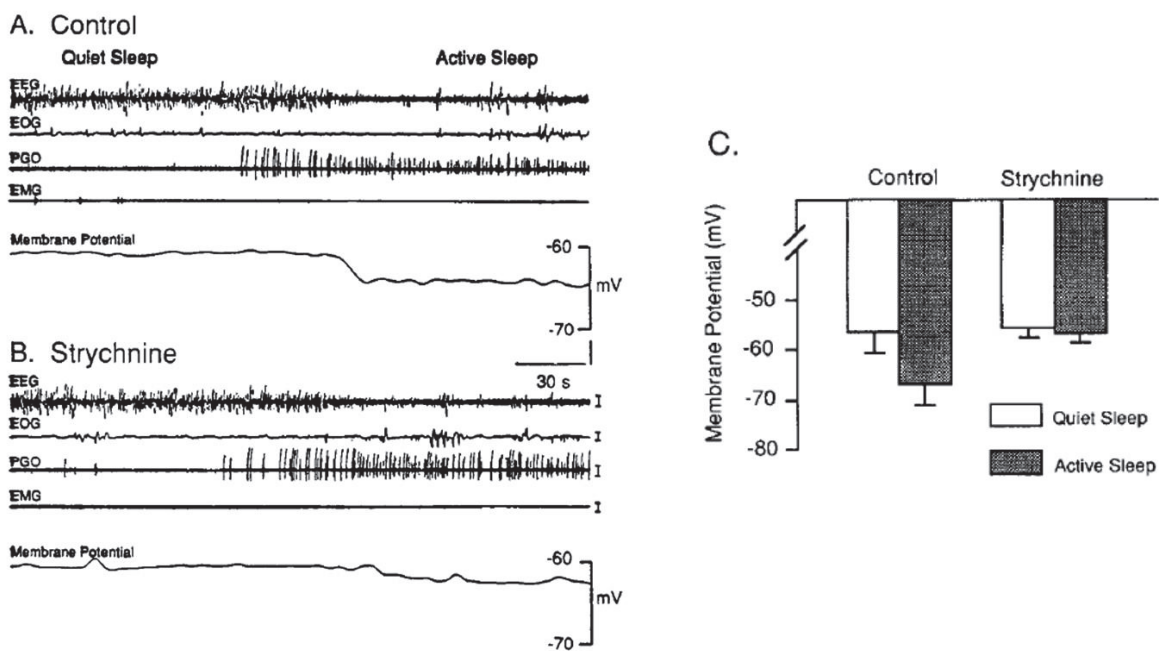 A. Control
Quiet Sleep
Active Sleep
EEG
EOG
PGO
EMG
Membrane Potential
-60
mV
-70
B. Strychnine
30 s
EEG
I
EOG
I
PGO
I
EMG
I
Membrane Potential
-60
mV
-70
C.
Control
Strychnine
Membrane Potential (mV)
-50
-60
-70
-80
Quiet Sleep
Active Sleep